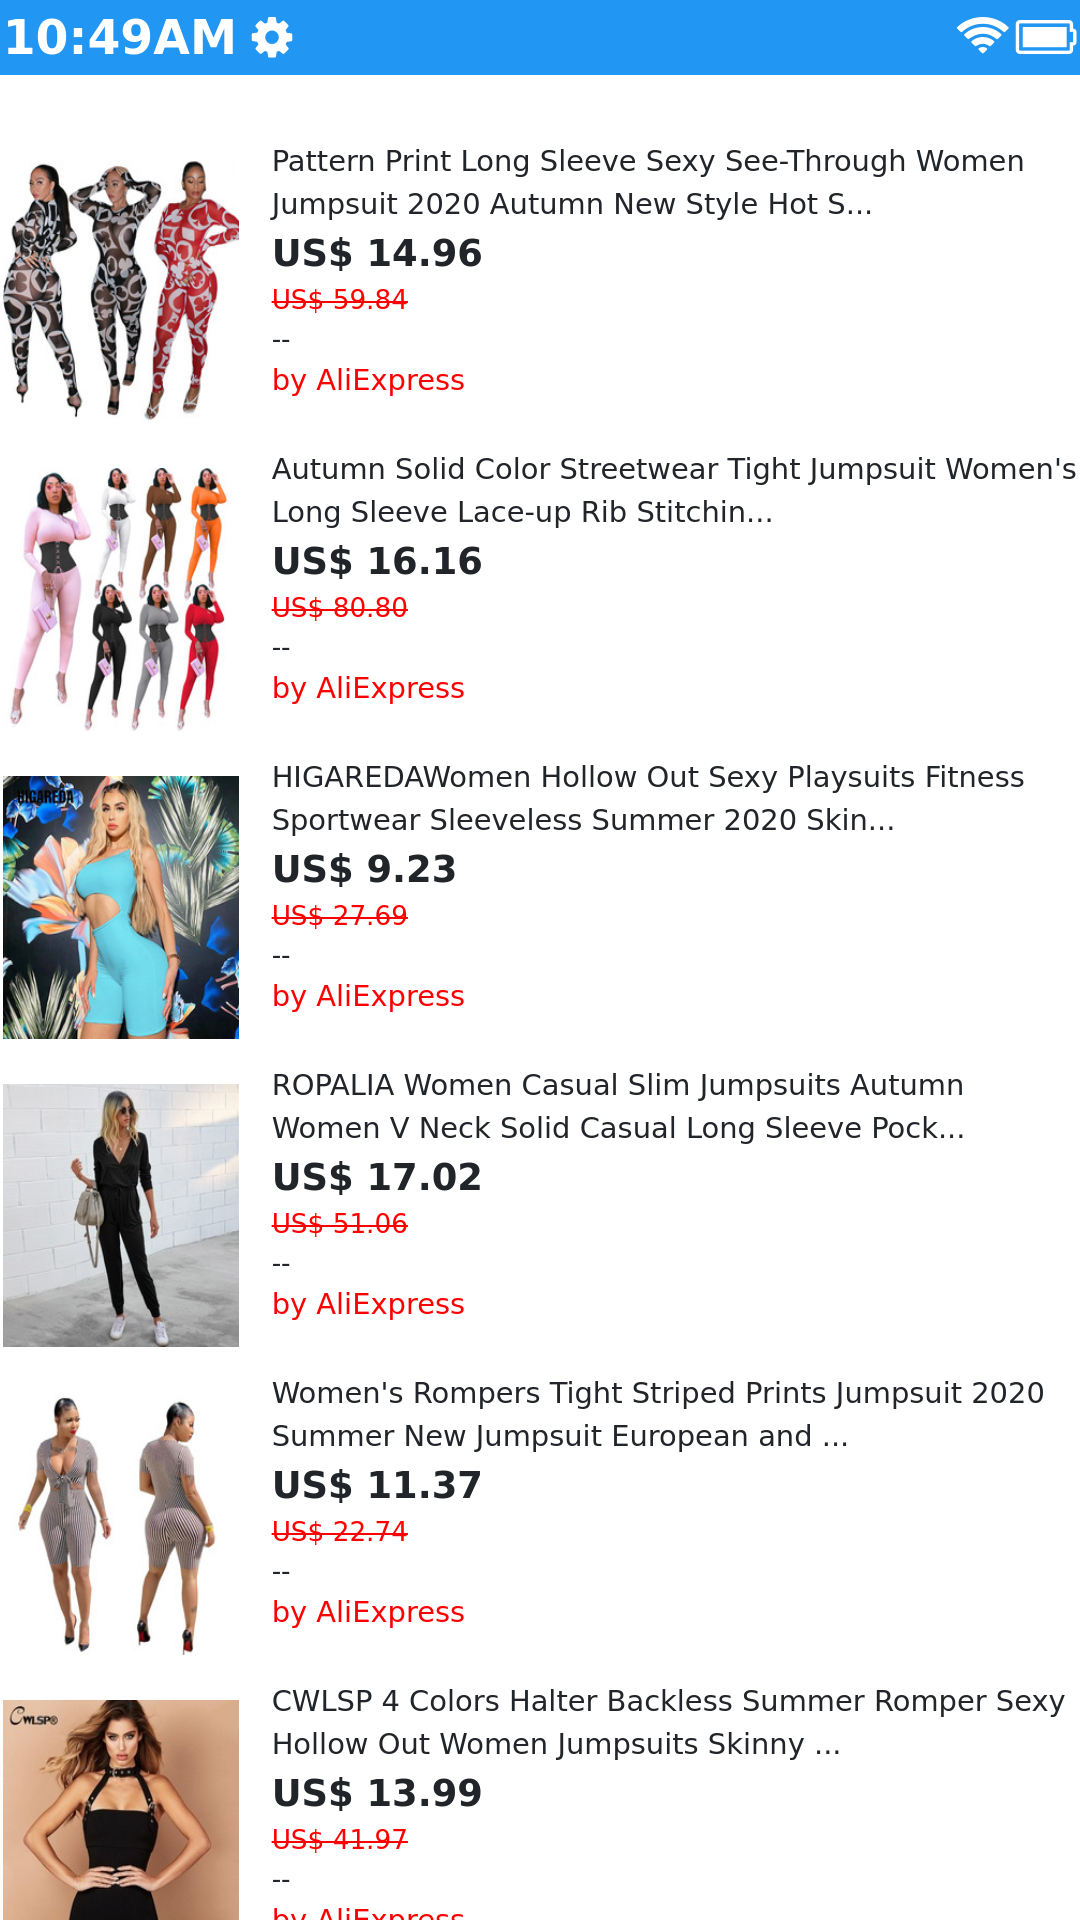 10:49AM
Pattern Print Long Sleeve Sexy See-Through Women
Jumpsuit 2020 Autumn New Style Hot S...
US$ 14.96
US$ 59.84
--
by AliExpress
Autumn Solid Color Streetwear Tight Jumpsuit Women's
Long Sleeve Lace-up Rib Stitchin...
US$ 16.16
US$ 80.80
--
by AliExpress
HIGAREDA
HIGAREDAWomen Hollow Out Sexy Playsuits Fitness
Sportwear Sleeveless Summer 2020 Skin...
US$ 9.23
US$ 27.69
--
by AliExpress
ROPALIA Women Casual Slim Jumpsuits Autumn
Women V Neck Solid Casual Long Sleeve Pock...
US$ 17.02
US$ 51.06
--
by AliExpress
Women's Rompers Tight Striped Prints Jumpsuit 2020
Summer New Jumpsuit European and ...
US$ 11.37
US$ 22.74
--
by AliExpress
CWLSP®
CWLSP 4 Colors Halter Backless Summer Romper Sexy
Hollow Out Women Jumpsuits Skinny ...
US$ 13.99
US$ 41.97
--
by AliExpress